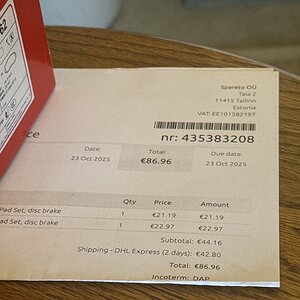 62
Spareto OÜ
Tala 2
11415 Tallinn
Estonia
VAT: EE101582197
nr: 435383208
Date: Total: Due date:
23 Oct 2025 €86.96 23 Oct 2025
Qty Price Amount
Pad Set, disc brake 1 €21.19 €21.19
Pad Set, disc brake 1 €22.97 €22.97
Subtotal: €44.16
Shipping - DHL Express (2 days): €42.80
Total: €86.96
Incoterm: DAP